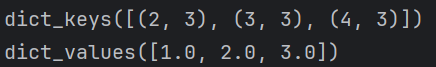 dict_keys([(2, 3), (3, 3), (4, 3)])
dict_values([1.0, 2.0, 3.0])